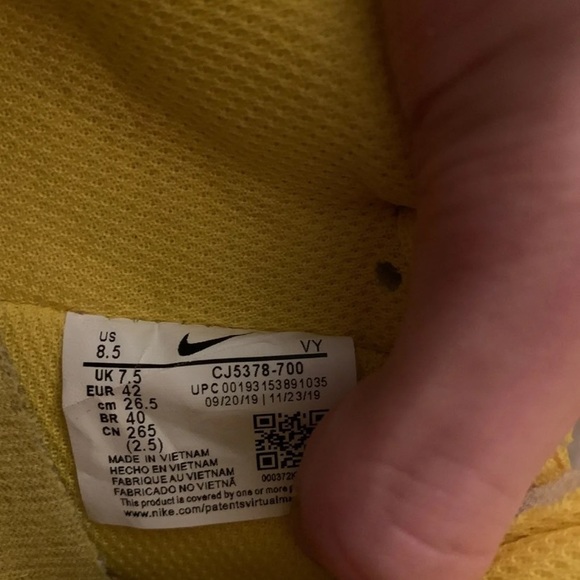 US
8.5
VY
UK 7.5
EUR 42
cm 26.5
BR 40
CN 265
(2.5)
CJ5378-700
UPC 00193153891035
09/20/19 | 11/23/19
MADE IN VIETNAM
HECHO EN VIETNAM
FABRIQUE AU VIETNAM
FABRICADO NO VIETNÃ
This product is covered by one or more
www.nike.com/patentsvirtual